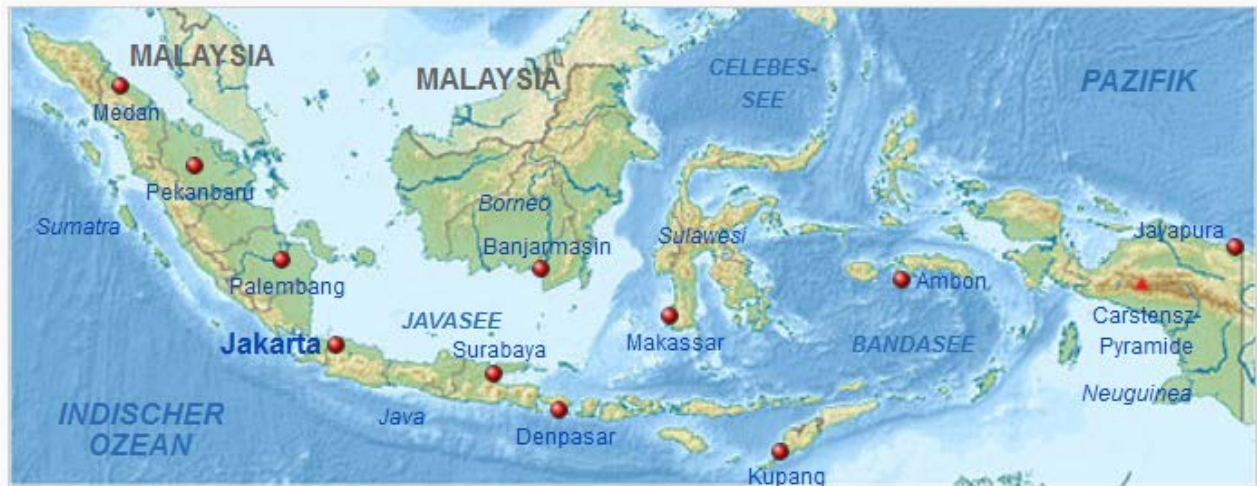 MALAYSIA
MALAYSIA
CELEBES-
SEE
PAZIFIK
Medan
Pekanbaru
Sumatra
Borneo
Banjarmasin
Sulawesi
Jayapura
Palembang
Ambon
JAVASEE
Jakarta
Surabaya
Makassar
BANDASEE
Carstensz-
Pyramide
Neuguinea
INDISCHER
OZEAN
Java
Denpasar
Kupang